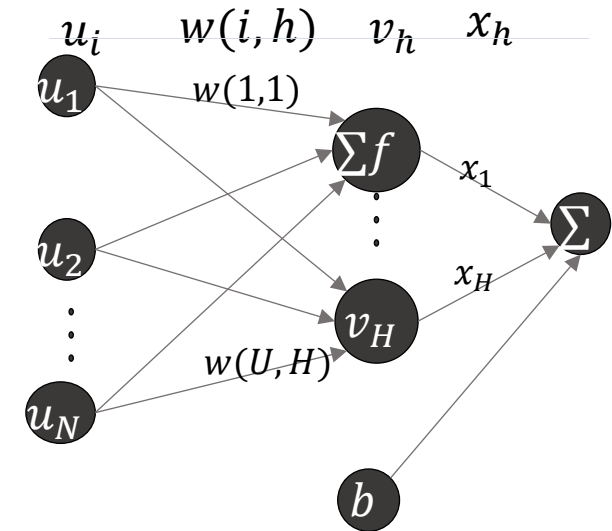 u_i w(i, h) v_h x_h
u_1
w(1,1)
∑f
x_1
∑
u_2
x_H
v_H
w(U, H)
u_N
b